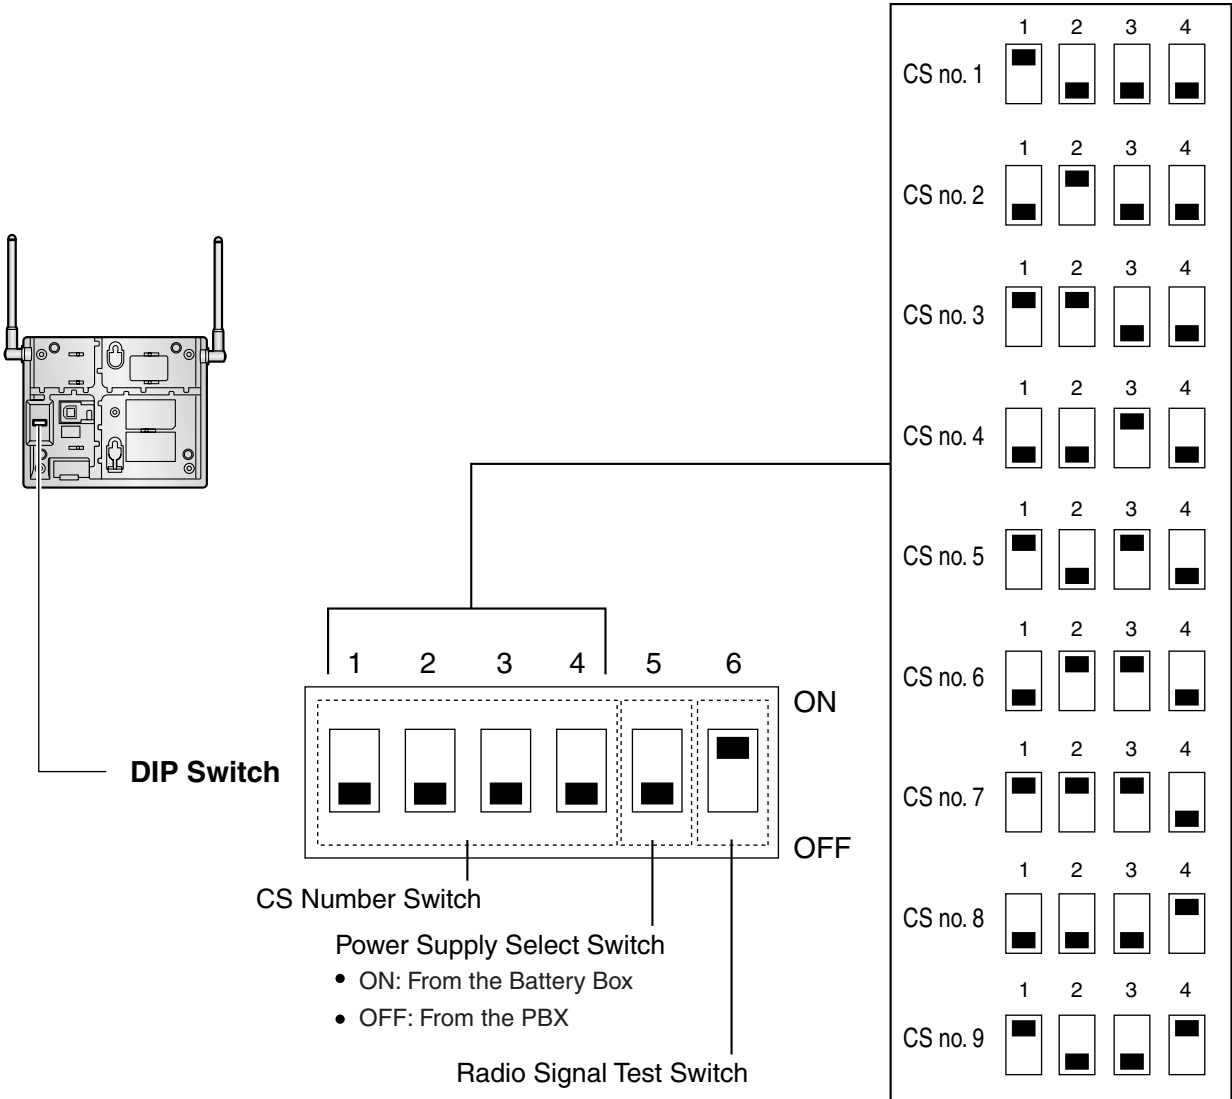 1 2 3 4
CS no. 1
1 2 3 4
CS no. 2
1 2 3 4
CS no. 3
1 2 3 4
CS no. 4
1 2 3 4
CS no. 5
1 2 3 4
CS no. 6
1 2 3 4
CS no. 7
1 2 3 4
CS no. 8
1 2 3 4
CS no. 9
1 2 3 4 5 6
ON
DIP Switch
OFF
CS Number Switch
Power Supply Select Switch
• ON: From the Battery Box
• OFF: From the PBX
Radio Signal Test Switch